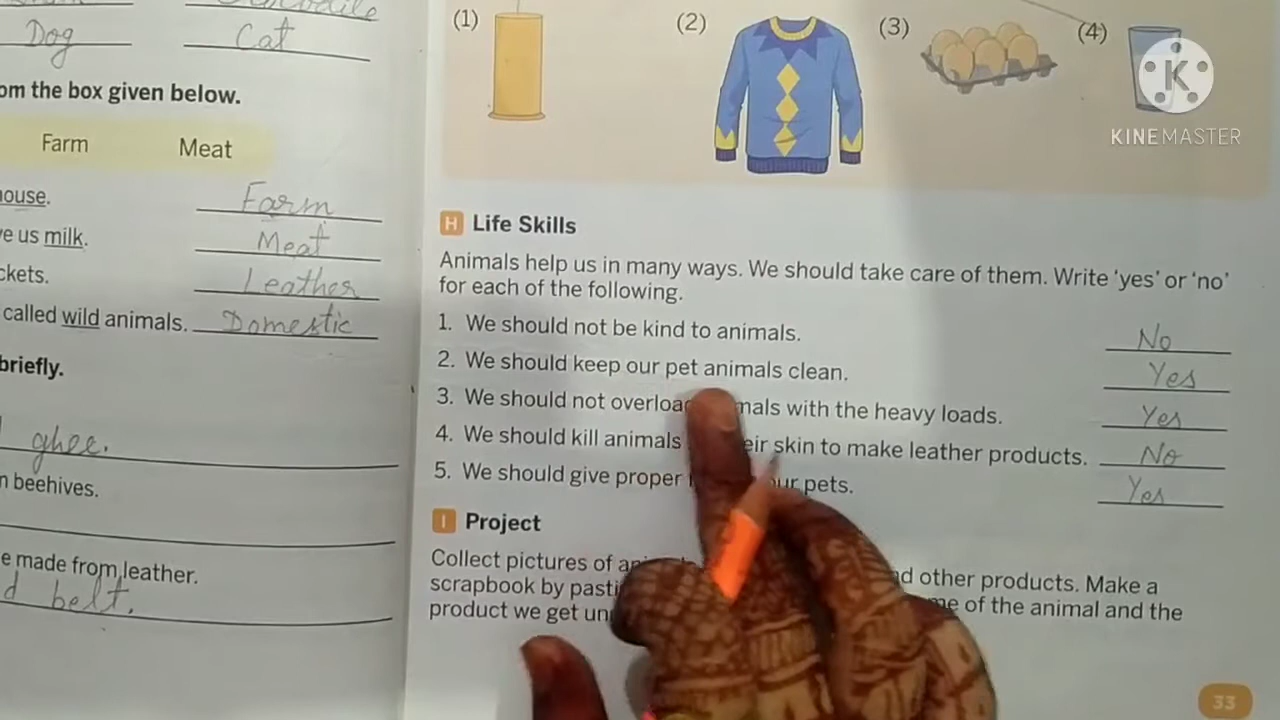 Dog Cat
om the box given below.
Farm Meat
ouse. Farm
e us milk. Meat
ckets. Leather
called wild animals. Domestic
briefly.
ghee.
n beehives.
e made from leather.
d belt.
(1) (2) (3) (4)
KINEMASTER
H Life Skills
Animals help us in many ways. We should take care of them. Write 'yes' or 'no'
for each of the following.
1. We should not be kind to animals. No
2. We should keep our pet animals clean. Yes
3. We should not overloa mals with the heavy loads. Yes
4. We should kill animals eir skin to make leather products. No
5. We should give proper ur pets. Yes
I Project
Collect pictures of d other products. Make a
scrapbook by pasti me of the animal and the
product we get
33